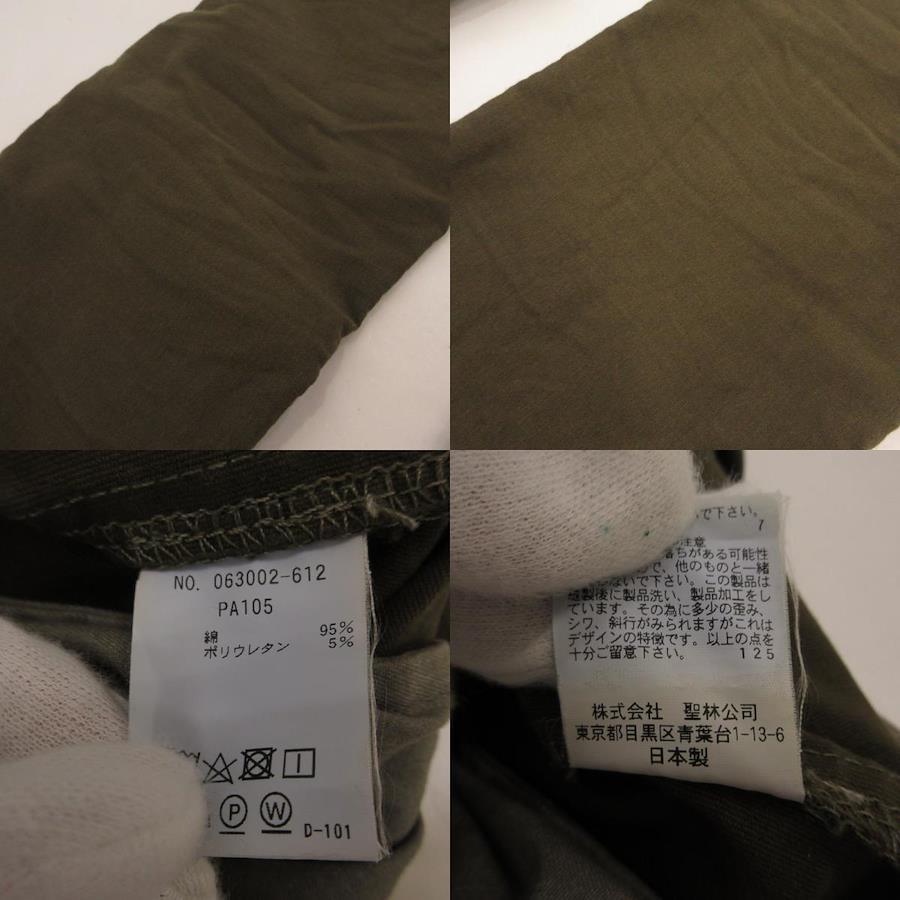 NO. 063002-612
PA105
綿 95%
ポリウレタン 5%
P W
D-101
で下さい。
7
注意
落ちがある可能性
で、他のものと一緒
ないで下さい。この製品は
縫製後に製品洗い、製品加工をし
ています。その為に多少の歪み、
シワ、斜行がみられますがこれは
デザインの特徴です。以上の点を
十分ご留意下さい。 125
株式会社 聖林公司
東京都目黒区青葉台1-13-6
日本製